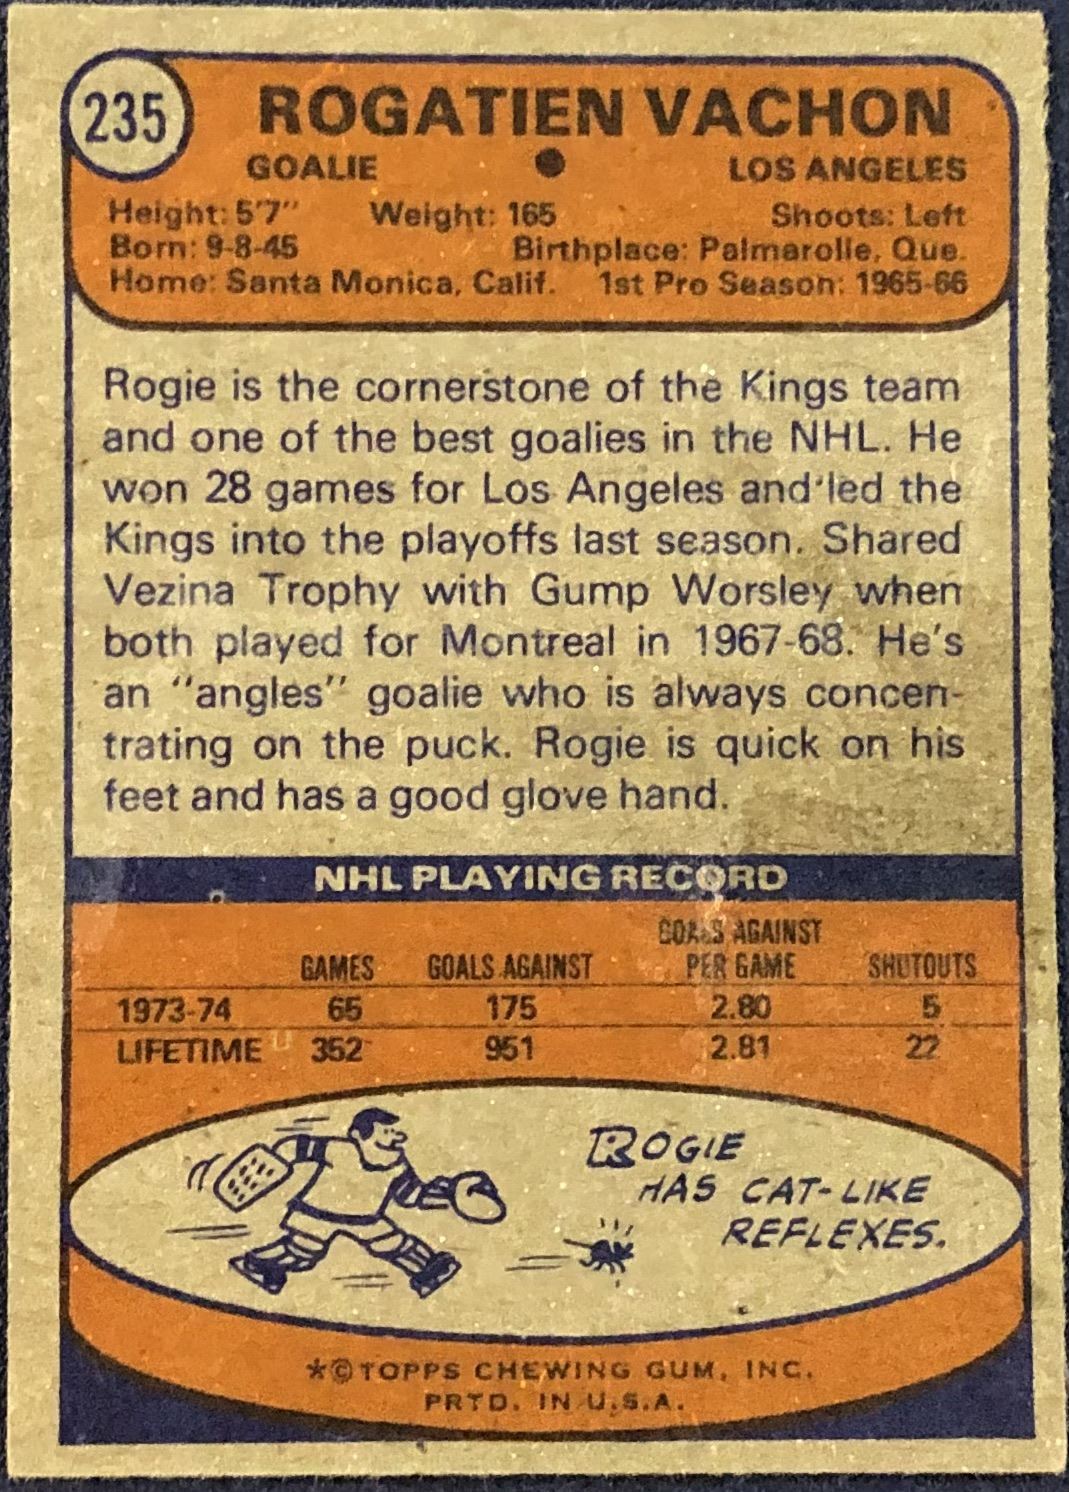 235
ROGATIEN VACHON
GOALIE ● LOS ANGELES
Height: 5'7" Weight: 165 Shoots: Left
Born: 9-8-45 Birthplace: Palmarolle, Que.
Home: Santa Monica, Calif. 1st Pro Season: 1965-66
Rogie is the cornerstone of the Kings team
and one of the best goalies in the NHL. He
won 28 games for Los Angeles and led the
Kings into the playoffs last season. Shared
Vezina Trophy with Gump Worsley when
both played for Montreal in 1967-68. He's
an "angles" goalie who is always concen-
trating on the puck. Rogie is quick on his
feet and has a good glove hand.
NHL PLAYING RECORD
GAMES GOALS AGAINST GOALS AGAINST PER GAME SHUTOUTS
1973-74 65 175 2.80 5
LIFETIME 352 951 2.81 22
ROGIE
HAS CAT-LIKE
REFLEXES.
*©TOPPS CHEWING GUM, INC.
PRTD. IN U.S.A.